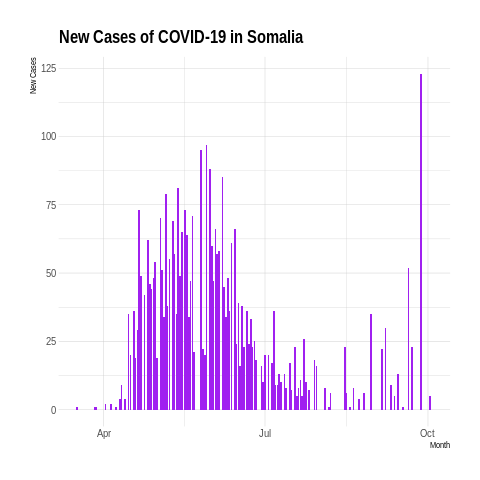 New Cases of COVID-19 in Somalia
New Cases
125
100
75
50
25
0
Apr
Jul
Oct
Month